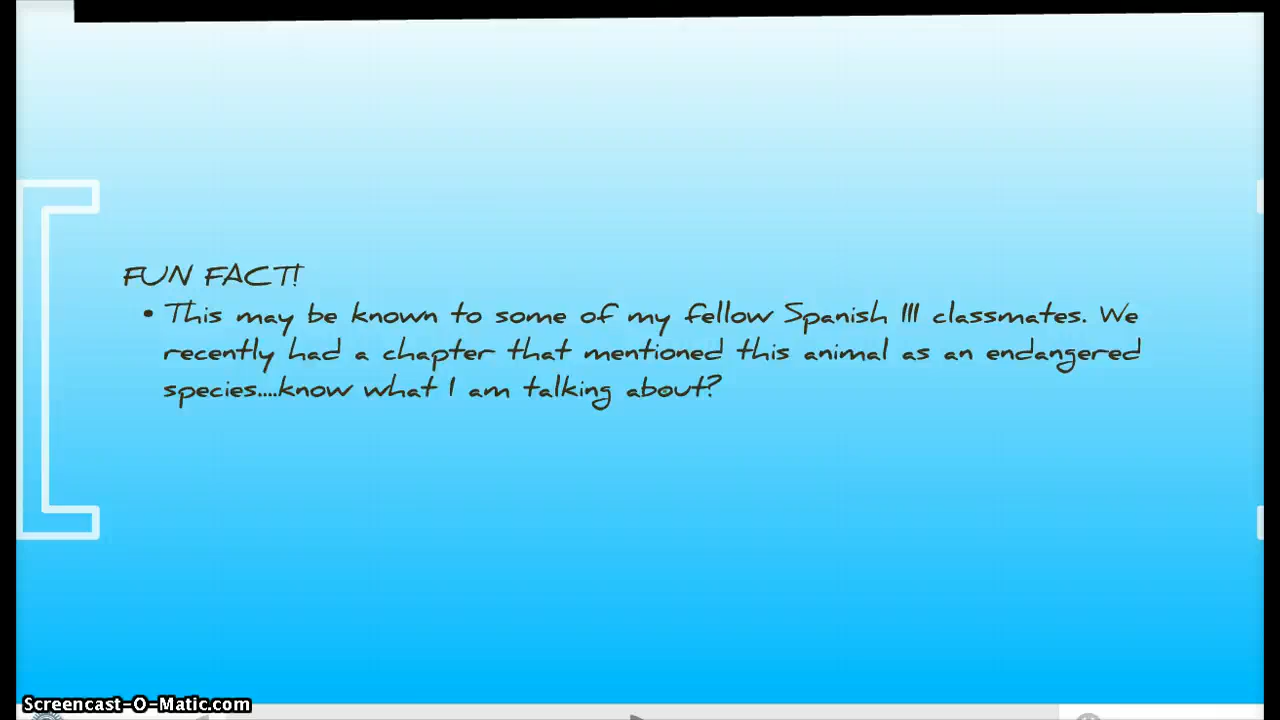 FUN FACT!
• This may be known to some of my fellow Spanish III classmates. We
recently had a chapter that mentioned this animal as an endangered
species....know what I am talking about?
Screencast-O-Matic.com